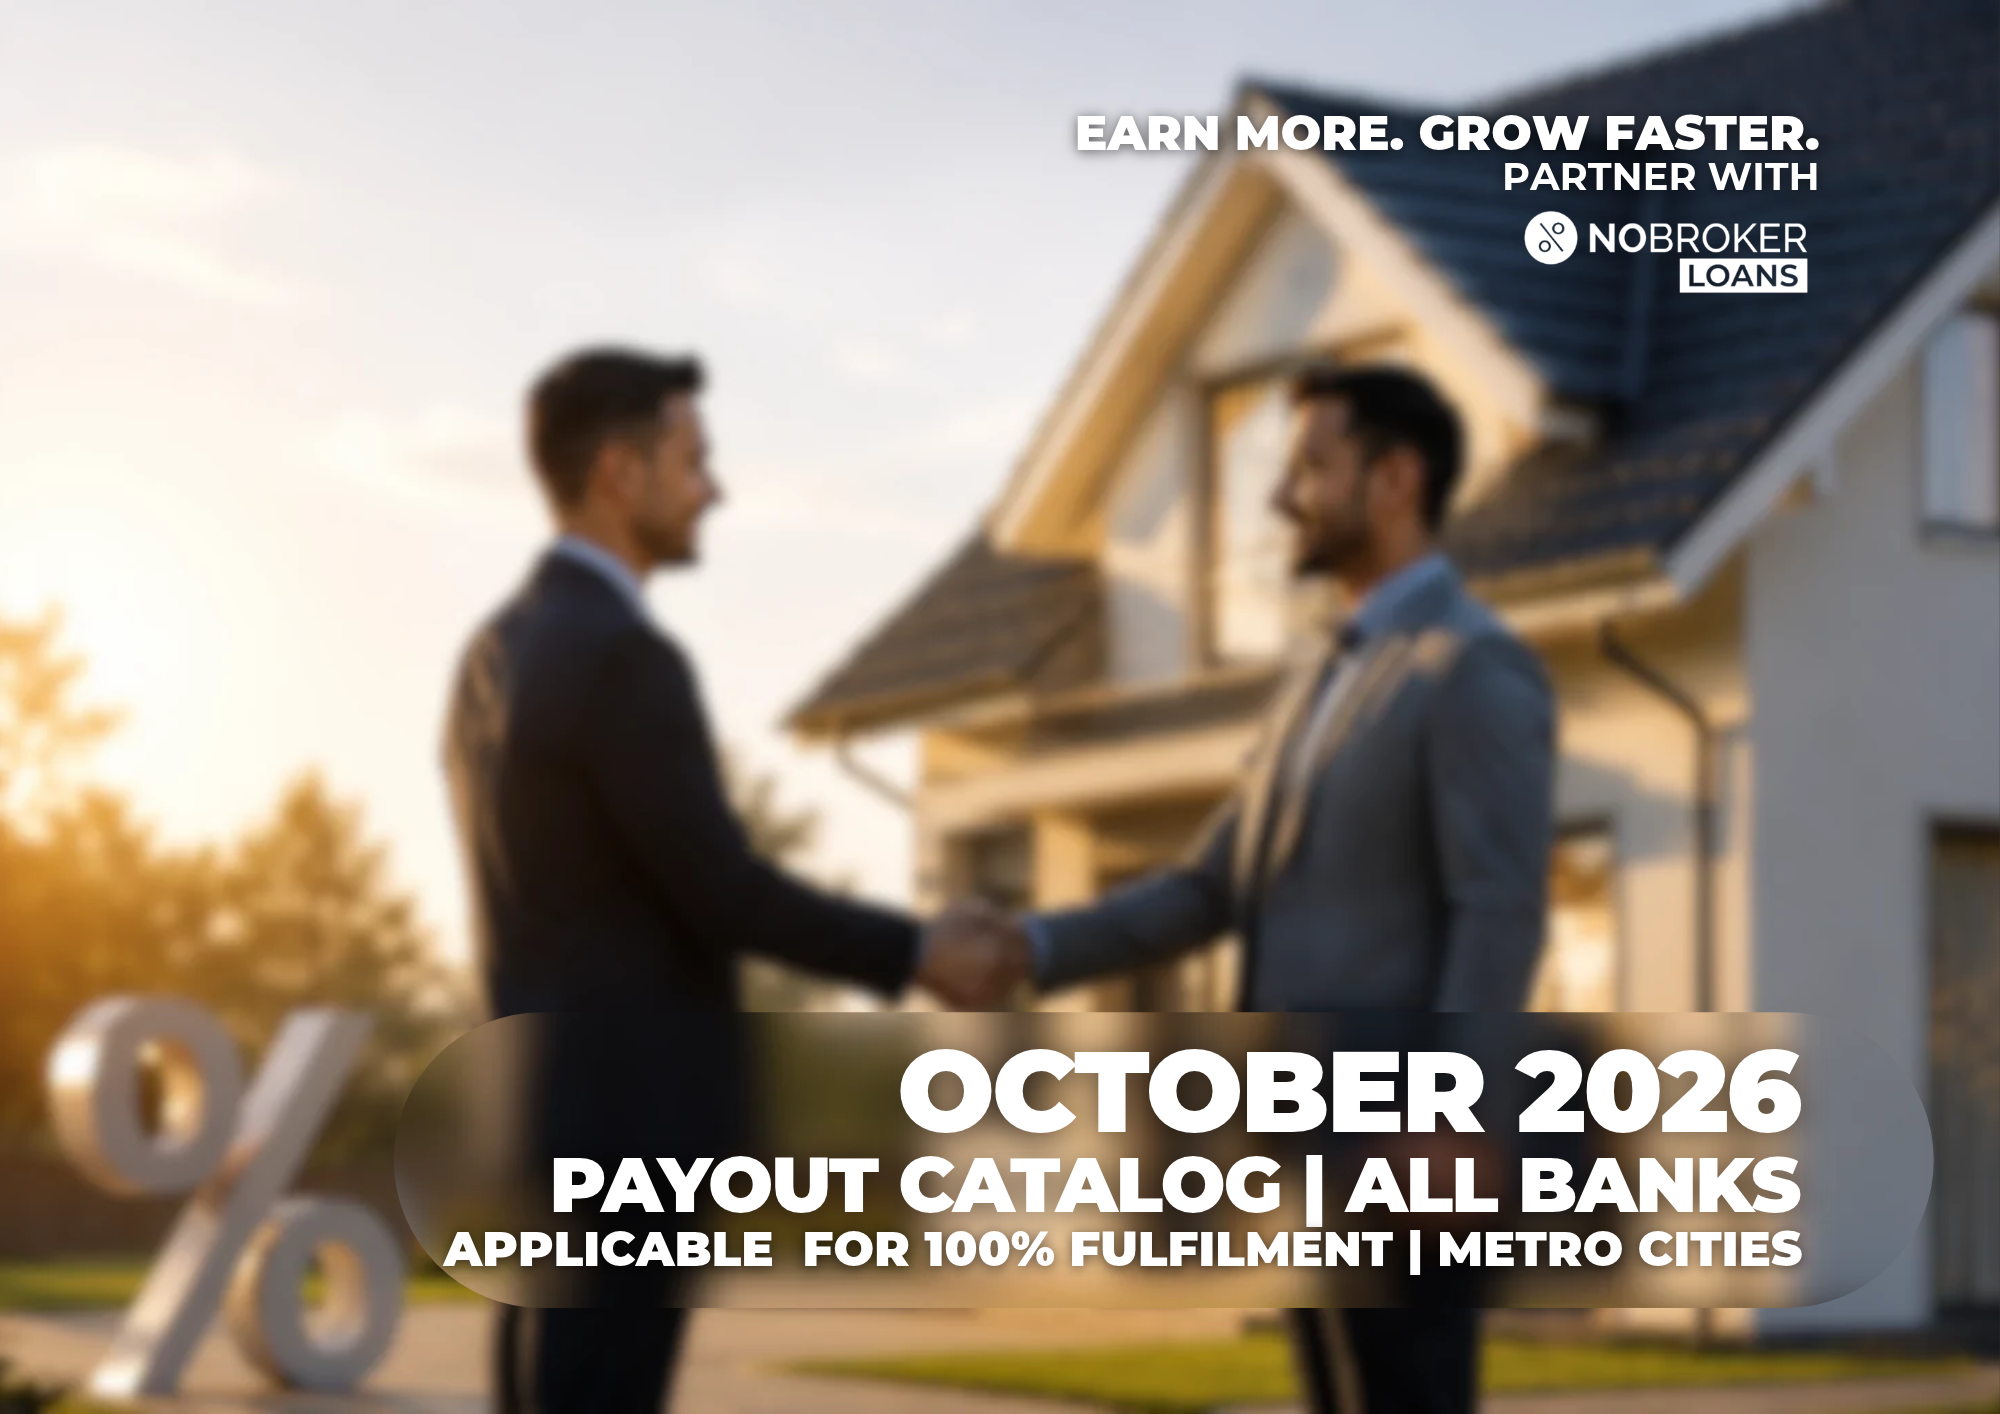 EARN MORE. GROW FASTER.
PARTNER WITH
NOBROKER
LOANS
OCTOBER 2026
PAYOUT CATALOG | ALL BANKS
APPLICABLE  FOR 100% FULFILMENT | METRO CITIES